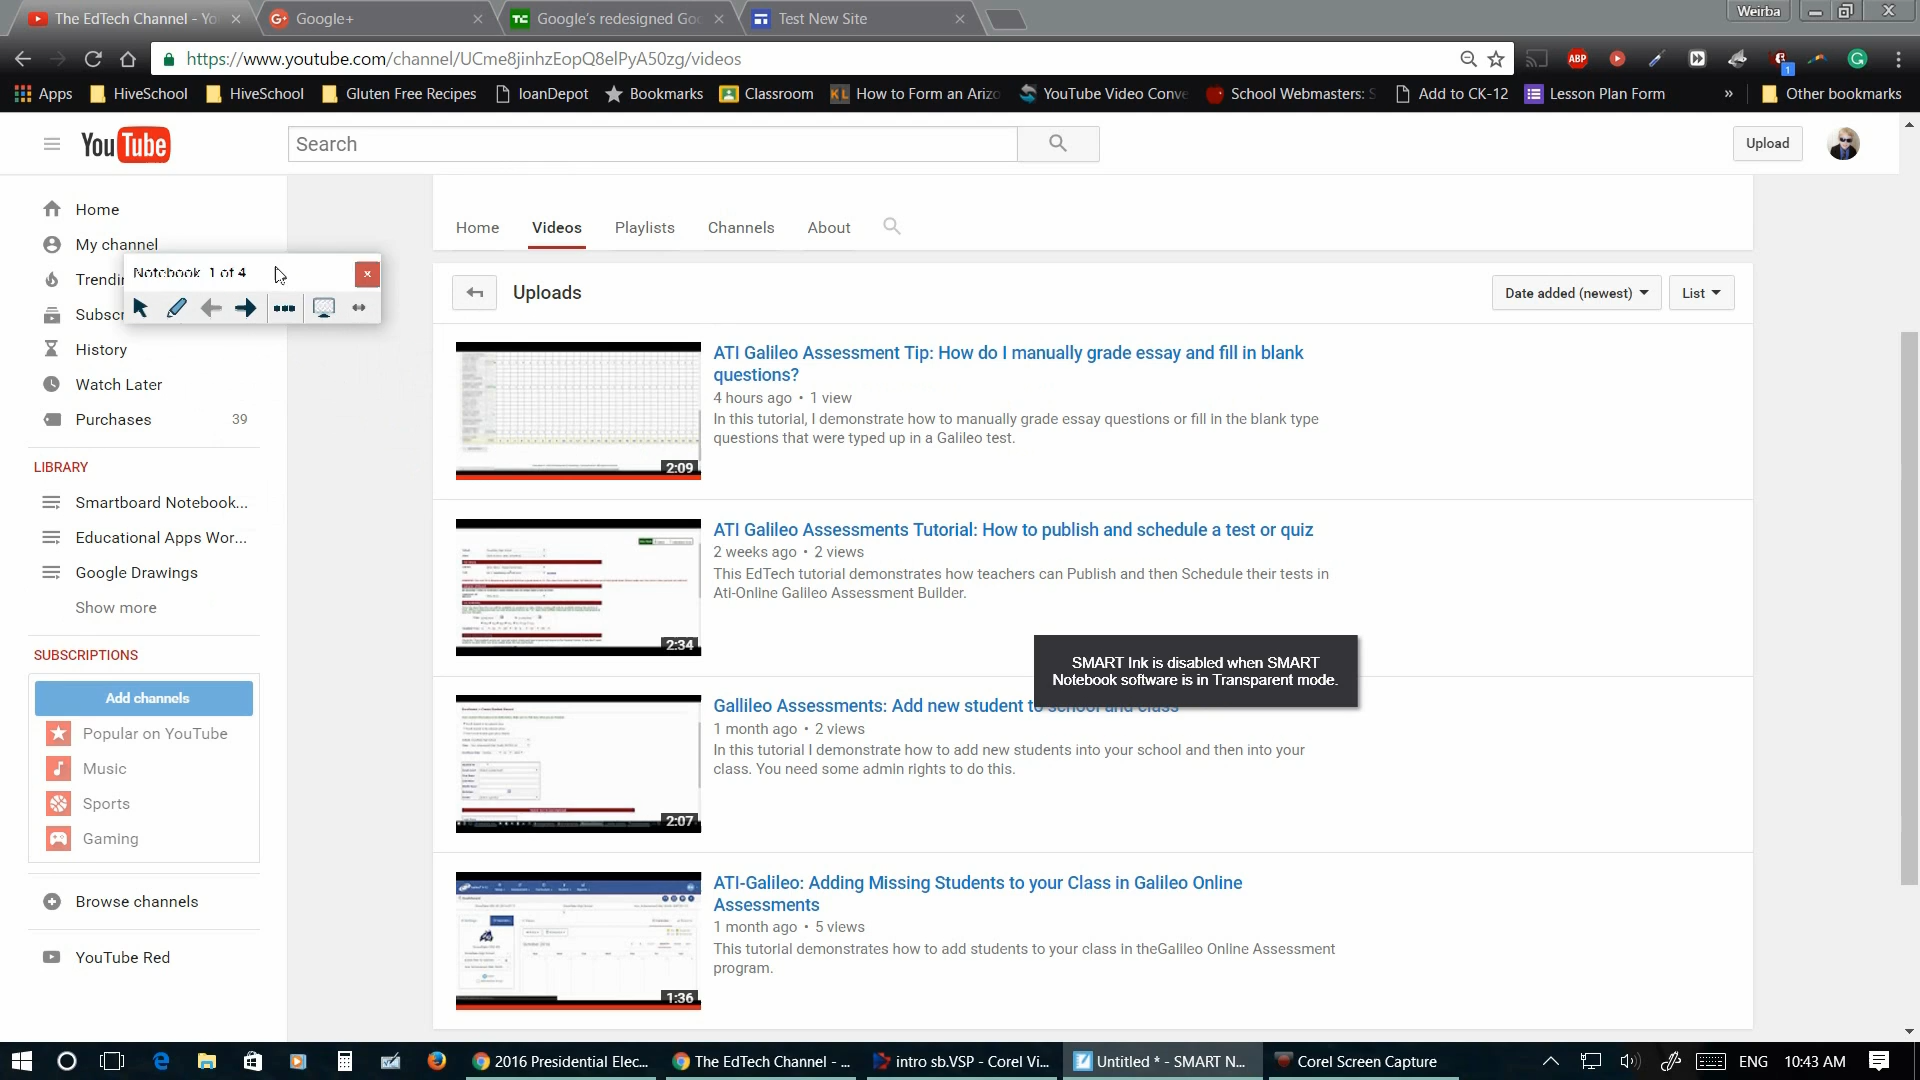 The EdTech Channel - Yo
Google+
Google's redesigned Goo
Test New Site
Weirba
https://www.youtube.com/channel/UCme8jinhzEopQ8elPyA50zg/videos
ABP
1
Apps
HiveSchool
HiveSchool
Gluten Free Recipes
loanDepot
Bookmarks
Classroom
KL How to Form an Arizo
YouTube Video Conve
School Webmasters: S
Add to CK-12
Lesson Plan Form
»
Other bookmarks
YouTube
Search
Upload
Home
My channel
Trendin
Subscr
History
Watch Later
Purchases 39
LIBRARY
Smartboard Notebook...
Educational Apps Wor...
Google Drawings
Show more
SUBSCRIPTIONS
Add channels
Popular on YouTube
Music
Sports
Gaming
Browse channels
YouTube Red
Notebook 1 of 4
Home Videos Playlists Channels About
Uploads
Date added (newest)
List
ATI Galileo Assessment Tip: How do I manually grade essay and fill in blank
questions?
4 hours ago • 1 view
In this tutorial, I demonstrate how to manually grade essay questions or fill in the blank type
questions that were typed up in a Galileo test.
2:09
ATI Galileo Assessments Tutorial: How to publish and schedule a test or quiz
2 weeks ago • 2 views
This EdTech tutorial demonstrates how teachers can Publish and then Schedule their tests in
Ati-Online Galileo Assessment Builder.
2:34
SMART Ink is disabled when SMART
Notebook software is in Transparent mode.
Gallileo Assessments: Add new student to school and class
1 month ago • 2 views
In this tutorial I demonstrate how to add new students into your school and then into your
class. You need some admin rights to do this.
2:07
ATI-Galileo: Adding Missing Students to your Class in Galileo Online
Assessments
1 month ago • 5 views
This tutorial demonstrates how to add students to your class in theGalileo Online Assessment
program.
1:36
2016 Presidential Elec...
The EdTech Channel - ...
intro sb.VSP - Corel Vi...
Untitled * - SMART N...
Corel Screen Capture
ENG
10:43 AM